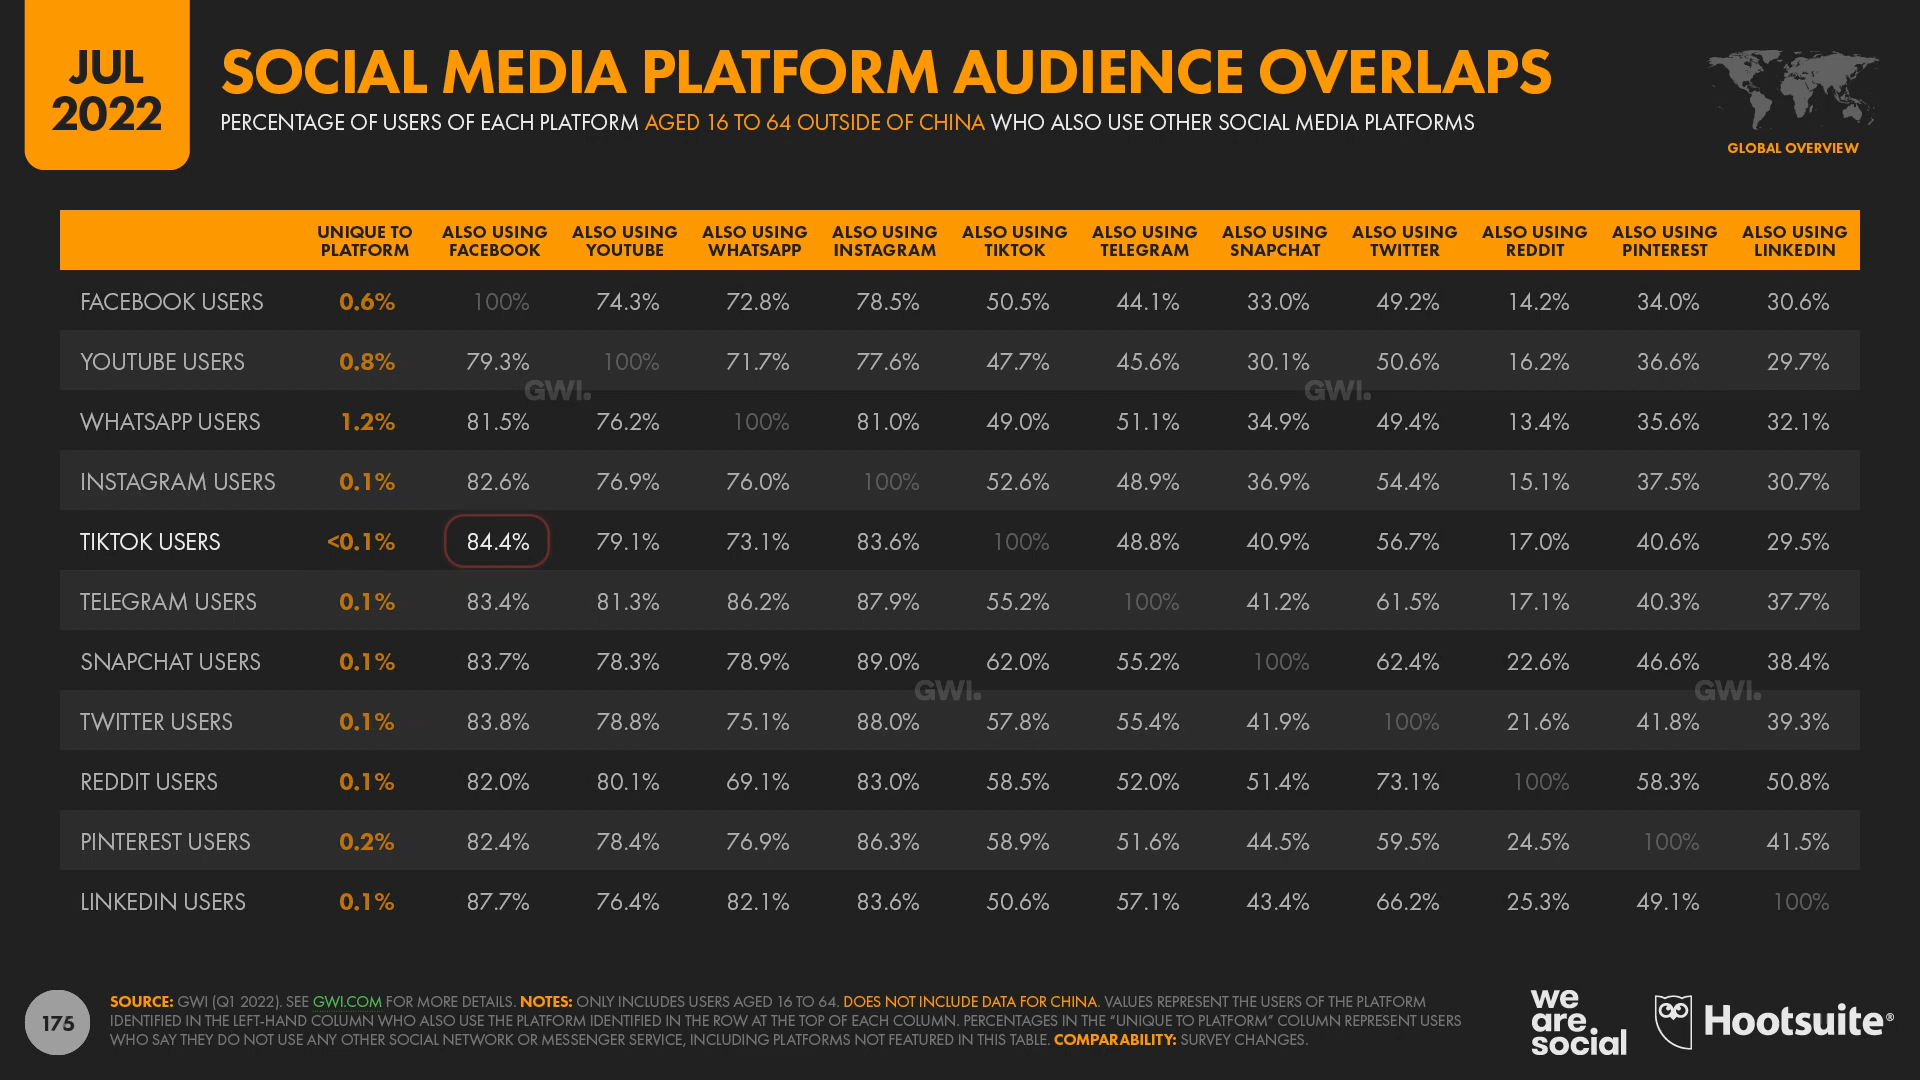 JUL
2022
SOCIAL MEDIA PLATFORM AUDIENCE OVERLAPS
PERCENTAGE OF USERS OF EACH PLATFORM AGED 16 TO 64 OUTSIDE OF CHINA WHO ALSO USE OTHER SOCIAL MEDIA PLATFORMS
GLOBAL OVERVIEW
UNIQUE TO PLATFORM ALSO USING FACEBOOK ALSO USING YOUTUBE ALSO USING WHATSAPP ALSO USING INSTAGRAM ALSO USING TIKTOK ALSO USING TELEGRAM ALSO USING SNAPCHAT ALSO USING TWITTER ALSO USING REDDIT ALSO USING PINTEREST ALSO USING LINKEDIN
FACEBOOK USERS 0.6% 100% 74.3% 72.8% 78.5% 50.5% 44.1% 33.0% 49.2% 14.2% 34.0% 30.6%
YOUTUBE USERS 0.8% 79.3% 100% 71.7% 77.6% 47.7% 45.6% 30.1% 50.6% 16.2% 36.6% 29.7%
GWI. GWI.
WHATSAPP USERS 1.2% 81.5% 76.2% 100% 81.0% 49.0% 51.1% 34.9% 49.4% 13.4% 35.6% 32.1%
INSTAGRAM USERS 0.1% 82.6% 76.9% 76.0% 100% 52.6% 48.9% 36.9% 54.4% 15.1% 37.5% 30.7%
TIKTOK USERS <0.1% 84.4% 79.1% 73.1% 83.6% 100% 48.8% 40.9% 56.7% 17.0% 40.6% 29.5%
TELEGRAM USERS 0.1% 83.4% 81.3% 86.2% 87.9% 55.2% 100% 41.2% 61.5% 17.1% 40.3% 37.7%
SNAPCHAT USERS 0.1% 83.7% 78.3% 78.9% 89.0% 62.0% 55.2% 100% 62.4% 22.6% 46.6% 38.4%
GWI. GWI.
TWITTER USERS 0.1% 83.8% 78.8% 75.1% 88.0% 57.8% 55.4% 41.9% 100% 21.6% 41.8% 39.3%
REDDIT USERS 0.1% 82.0% 80.1% 69.1% 83.0% 58.5% 52.0% 51.4% 73.1% 100% 58.3% 50.8%
PINTEREST USERS 0.2% 82.4% 78.4% 76.9% 86.3% 58.9% 51.6% 44.5% 59.5% 24.5% 100% 41.5%
LINKEDIN USERS 0.1% 87.7% 76.4% 82.1% 83.6% 50.6% 57.1% 43.4% 66.2% 25.3% 49.1% 100%
175
SOURCE: GWI (Q1 2022). SEE GWI.COM FOR MORE DETAILS. NOTES: ONLY INCLUDES USERS AGED 16 TO 64. DOES NOT INCLUDE DATA FOR CHINA. VALUES REPRESENT THE USERS OF THE PLATFORM
IDENTIFIED IN THE LEFT-HAND COLUMN WHO ALSO USE THE PLATFORM IDENTIFIED IN THE ROW AT THE TOP OF EACH COLUMN. PERCENTAGES IN THE "UNIQUE TO PLATFORM" COLUMN REPRESENT USERS
WHO SAY THEY DO NOT USE ANY OTHER SOCIAL NETWORK OR MESSENGER SERVICE, INCLUDING PLATFORMS NOT FEATURED IN THIS TABLE. COMPARABILITY: SURVEY CHANGES.
we
are
social
Hootsuite®